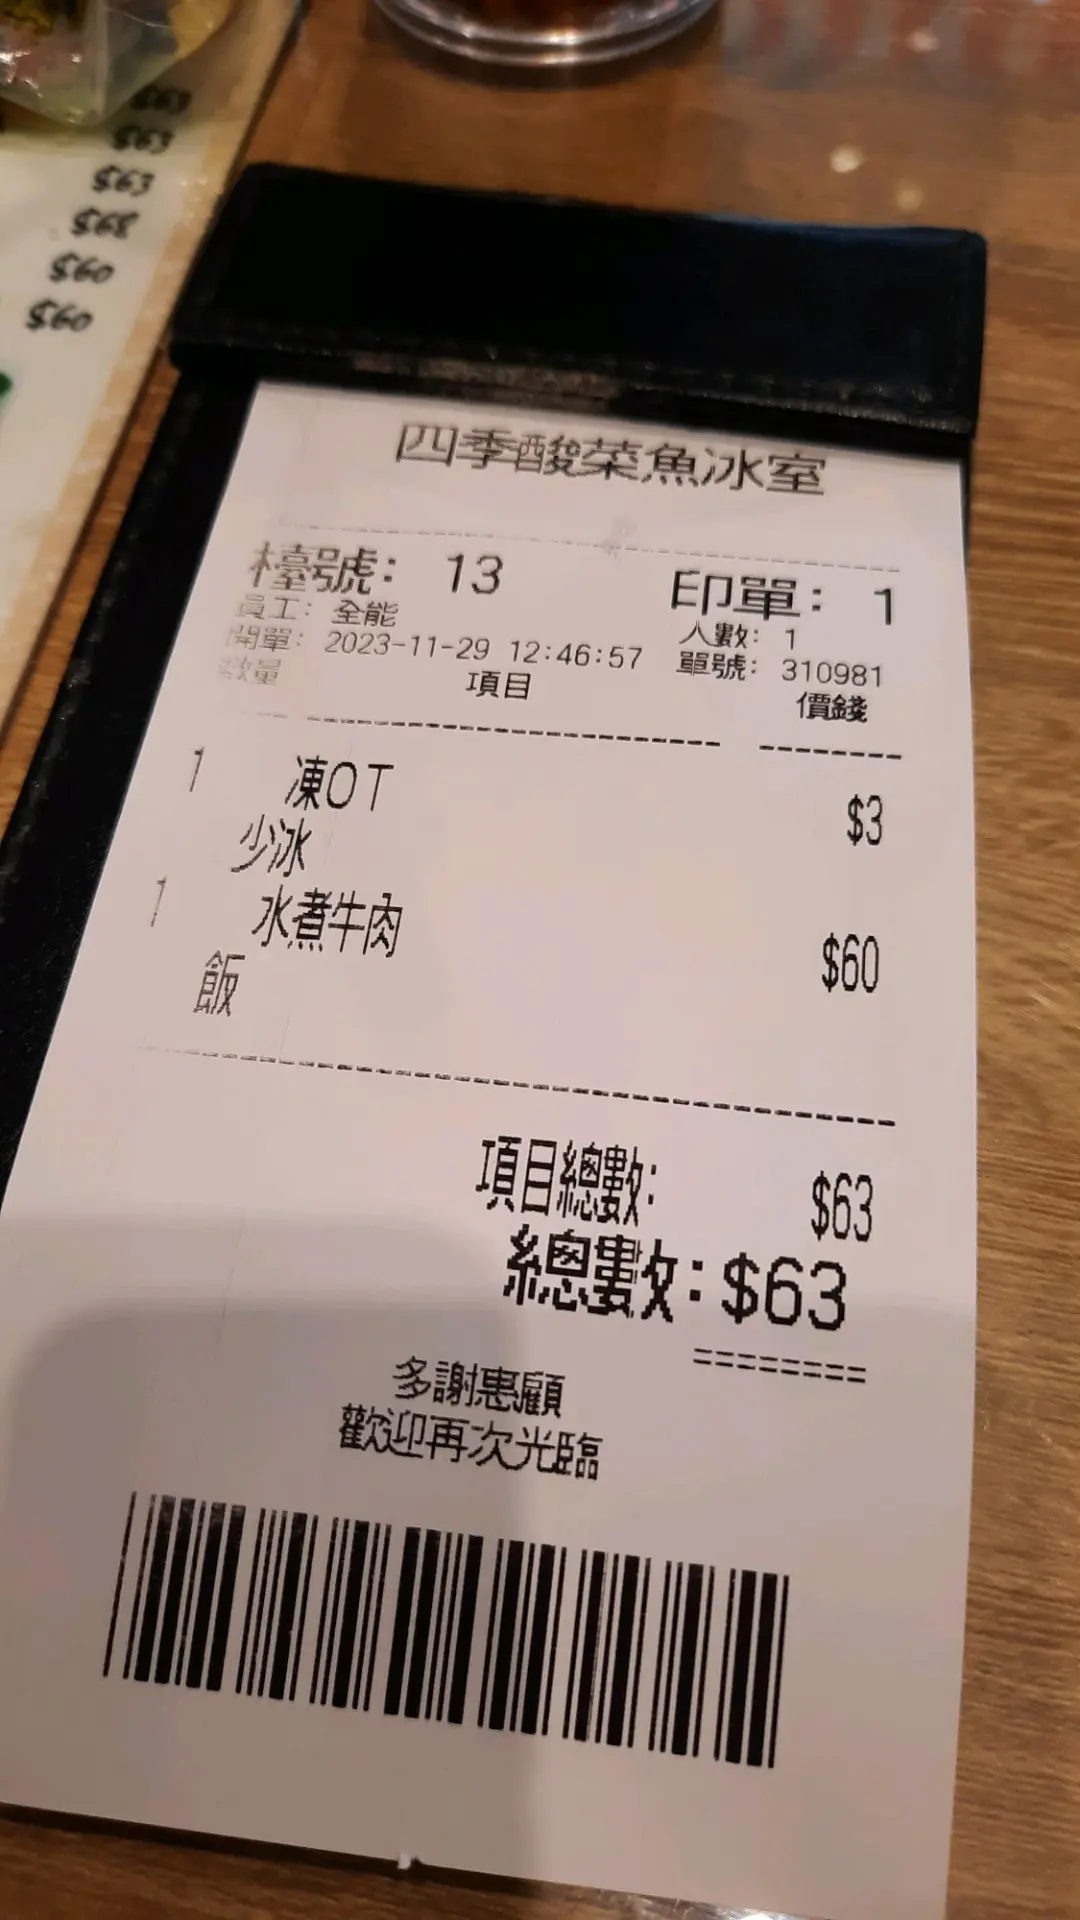 $63
$63
$63
$68
$60
$60
四季酸菜魚冰室
檯號: 13
印單: 1
員工: 全能
人數: 1
開單: 2023-11-29 12:46:57
單號: 310981
數量 項目 價錢
1 凍OT $3
少冰
1 水煮牛肉 $60
飯
項目總數: $63
總數: $63
========
多謝惠顧
歡迎再次光臨